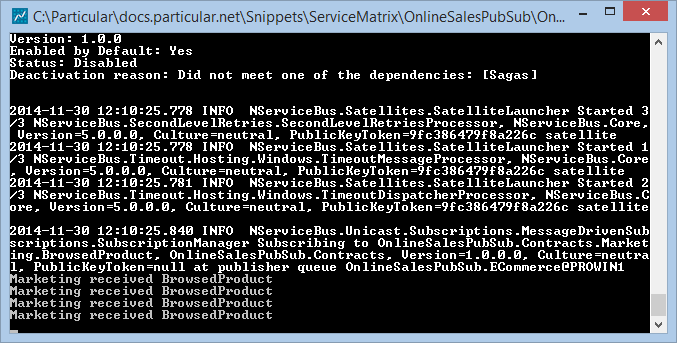 C:\Particular\docs.particular.net\Snippets\ServiceMatrix\OnlineSalesPubSub\On...
Version: 1.0.0
Enabled by Default: Yes
Status: Disabled
Deactivation reason: Did not meet one of the dependencies: [Sagas]
2014-11-30 12:10:25.778 INFO  NServiceBus.Satellites.SatelliteLauncher Started 3
/3 NServiceBus.SecondLevelRetries.SecondLevelRetriesProcessor, NServiceBus.Core,
 Version=5.0.0.0, Culture=neutral, PublicKeyToken=9fc386479f8a226c satellite
2014-11-30 12:10:25.778 INFO  NServiceBus.Satellites.SatelliteLauncher Started 1
/3 NServiceBus.Timeout.Hosting.Windows.TimeoutMessageProcessor, NServiceBus.Core
, Version=5.0.0.0, Culture=neutral, PublicKeyToken=9fc386479f8a226c satellite
2014-11-30 12:10:25.781 INFO  NServiceBus.Satellites.SatelliteLauncher Started 2
/3 NServiceBus.Timeout.Hosting.Windows.TimeoutDispatcherProcessor, NServiceBus.C
ore, Version=5.0.0.0, Culture=neutral, PublicKeyToken=9fc386479f8a226c satellite
2014-11-30 12:10:25.840 INFO  NServiceBus.Unicast.Subscriptions.MessageDrivenSub
scriptions.SubscriptionManager Subscribing to OnlineSalesPubSub.Contracts.Market
ing.BrowsedProduct, OnlineSalesPubSub.Contracts, Version=1.0.0.0, Culture=neutra
l, PublicKeyToken=null at publisher queue OnlineSalesPubSub.ECommerce@PROWIN1
Marketing received BrowsedProduct
Marketing received BrowsedProduct
Marketing received BrowsedProduct
Marketing received BrowsedProduct